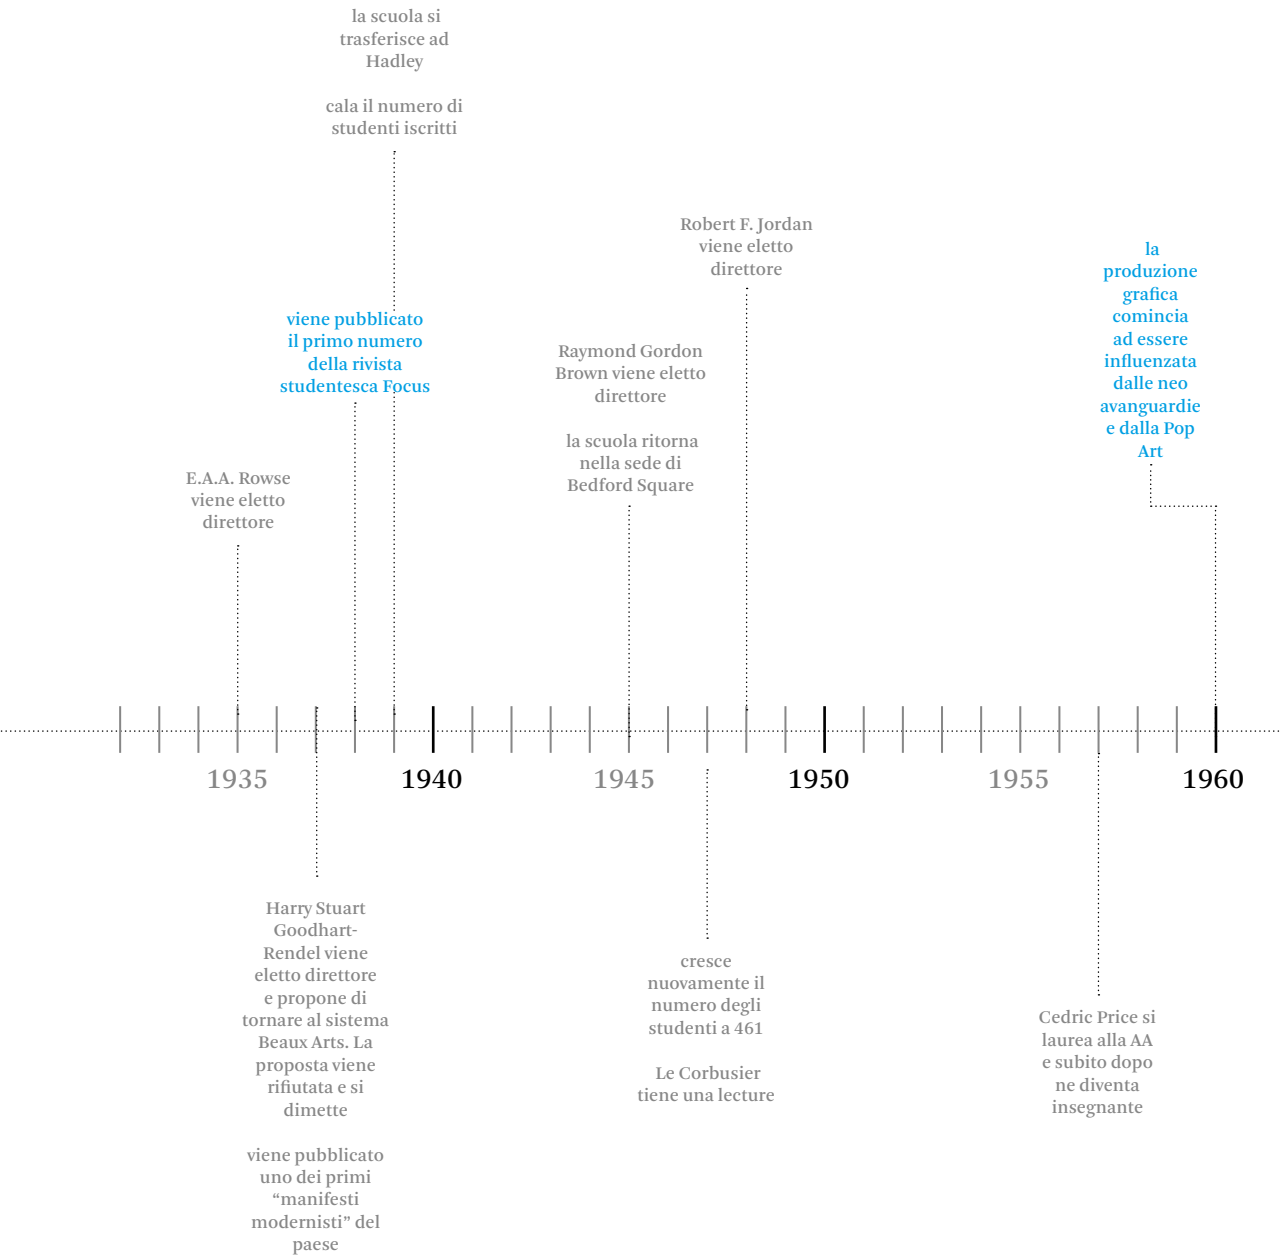 la scuola si
trasferisce ad
Hadley
cala il numero di
studenti iscritti
Robert F. Jordan
viene eletto
direttore
la
produzione
grafica
comincia
ad essere
influenzata
dalle neo
avanguardie
e dalla Pop
Art
viene pubblicato
il primo numero
della rivista
studentesca Focus
Raymond Gordon
Brown viene eletto
direttore
la scuola ritorna
nella sede di
Bedford Square
E.A.A. Rowse
viene eletto
direttore
1935
1940
1945
1950
1955
1960
Harry Stuart
Goodhart-
Rendel viene
eletto direttore
e propone di
tornare al sistema
Beaux Arts. La
proposta viene
rifiutata e si
dimette
viene pubblicato
uno dei primi
“manifesti
modernisti” del
paese
cresce
nuovamente il
numero degli
studenti a 461
Le Corbusier
tiene una lecture
Cedric Price si
laurea alla AA
e subito dopo
ne diventa
insegnante